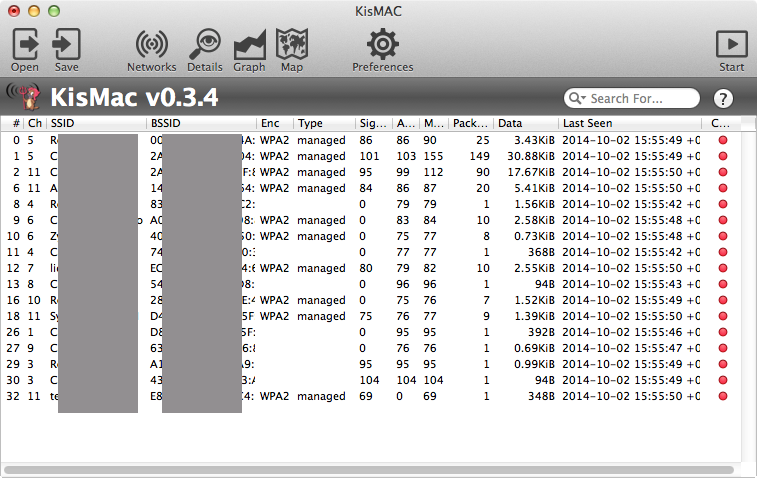 KisMAC
Open Save Networks Details Graph Map Preferences Start
KisMac v0.3.4 Search For... ?
# Ch SSID BSSID Enc Type Sig... A... M... Pack... Data Last Seen C...
0 5 R 00 4A: WPA2 managed 86 86 90 25 3.43KiB 2014-10-02 15:55:49 +0
1 5 C 2A 04: WPA2 managed 101 103 155 149 30.88KiB 2014-10-02 15:55:49 +0
2 11 C 2A F:8 WPA2 managed 95 99 112 90 17.67KiB 2014-10-02 15:55:50 +0
6 11 A 14 54: WPA2 managed 84 86 87 20 5.41KiB 2014-10-02 15:55:50 +0
8 4 R 83 C2: 0 79 79 1 1.56KiB 2014-10-02 15:55:42 +0
9 6 C o A0 98: WPA2 managed 0 83 84 10 2.58KiB 2014-10-02 15:55:48 +0
10 6 Z 40 50: WPA2 managed 0 75 77 8 0.73KiB 2014-10-02 15:55:48 +0
11 4 C 74 0: 0 77 77 1 368B 2014-10-02 15:55:42 +0
12 7 li EC 4:6 WPA2 managed 80 79 82 10 2.55KiB 2014-10-02 15:55:50 +0
13 8 C 54 D8: 0 96 96 1 94B 2014-10-02 15:55:43 +0
16 10 R 28 E:4 WPA2 managed 0 75 76 7 1.52KiB 2014-10-02 15:55:49 +0
18 11 Sy D4 5F WPA2 managed 75 76 77 9 1.39KiB 2014-10-02 15:55:50 +0
26 1 C D8 5F: 0 95 95 1 392B 2014-10-02 15:55:46 +0
27 9 C 63 6:8 0 76 76 1 0.69KiB 2014-10-02 15:55:47 +0
29 3 R A1 A9: 95 95 95 1 0.99KiB 2014-10-02 15:55:49 +0
30 3 C 43 3:A 104 104 104 1 94B 2014-10-02 15:55:49 +0
32 11 te E8 C4: WPA2 managed 69 0 69 1 348B 2014-10-02 15:55:50 +0